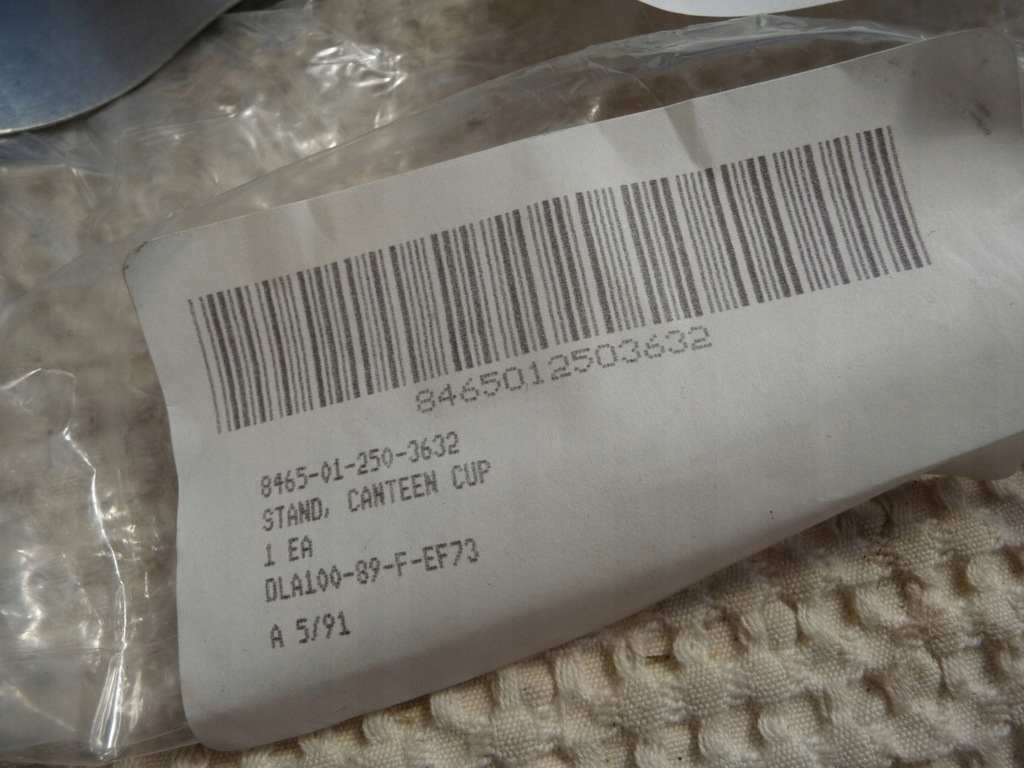 8465012503632
8465-01-250-3632
STAND, CANTEEN CUP
1 EA
DLA100-89-F-EF73
A 5/91